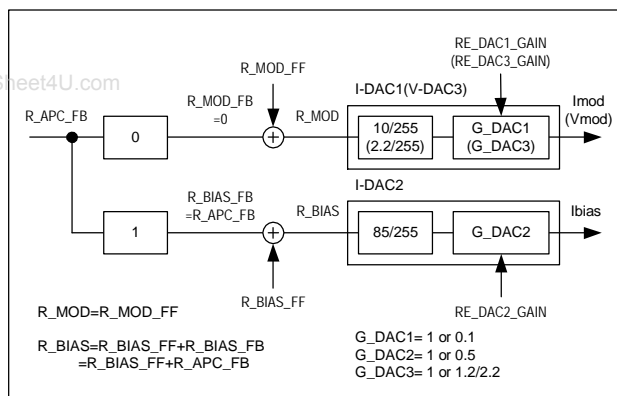 RE_DAC1_GAIN
(RE_DAC3_GAIN)
Sheet4U.com
R_MOD_FF
I-DAC1(V-DAC3)
R_APC_FB
R_MOD_FB
=0
R_MOD
Imod
(Vmod)
0
10/255
(2.2/255)
G_DAC1
(G_DAC3)
I-DAC2
R_BIAS_FB
=R_APC_FB
R_BIAS
Ibias
1
85/255
G_DAC2
R_BIAS_FF
RE_DAC2_GAIN
R_MOD=R_MOD_FF
R_BIAS=R_BIAS_FF+R_BIAS_FB
=R_BIAS_FF+R_APC_FB
G_DAC1= 1 or 0.1
G_DAC2= 1 or 0.5
G_DAC3= 1 or 1.2/2.2